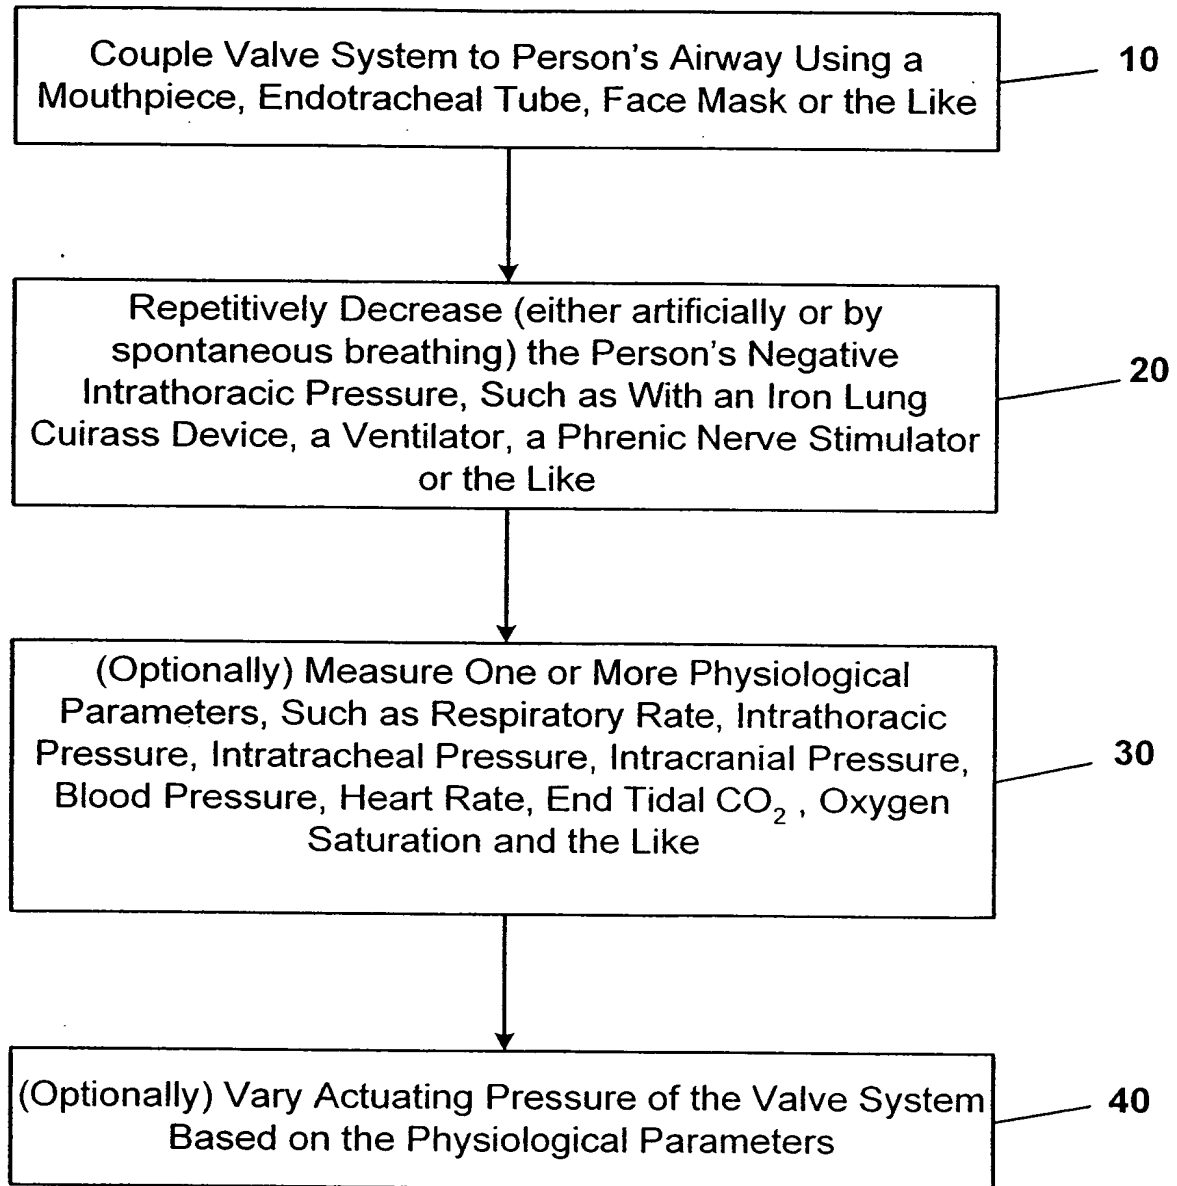 Couple Valve System to Person's Airway Using a
Mouthpiece, Endotracheal Tube, Face Mask or the Like
10
Repetitively Decrease (either artificially or by
spontaneous breathing) the Person's Negative
Intrathoracic Pressure, Such as With an Iron Lung
Cuirass Device, a Ventilator, a Phrenic Nerve Stimulator
or the Like
20
(Optionally) Measure One or More Physiological
Parameters, Such as Respiratory Rate, Intrathoracic
Pressure, Intratracheal Pressure, Intracranial Pressure,
Blood Pressure, Heart Rate, End Tidal CO₂ , Oxygen
Saturation and the Like
30
(Optionally) Vary Actuating Pressure of the Valve System
Based on the Physiological Parameters
40